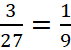 3/27 = 1/9